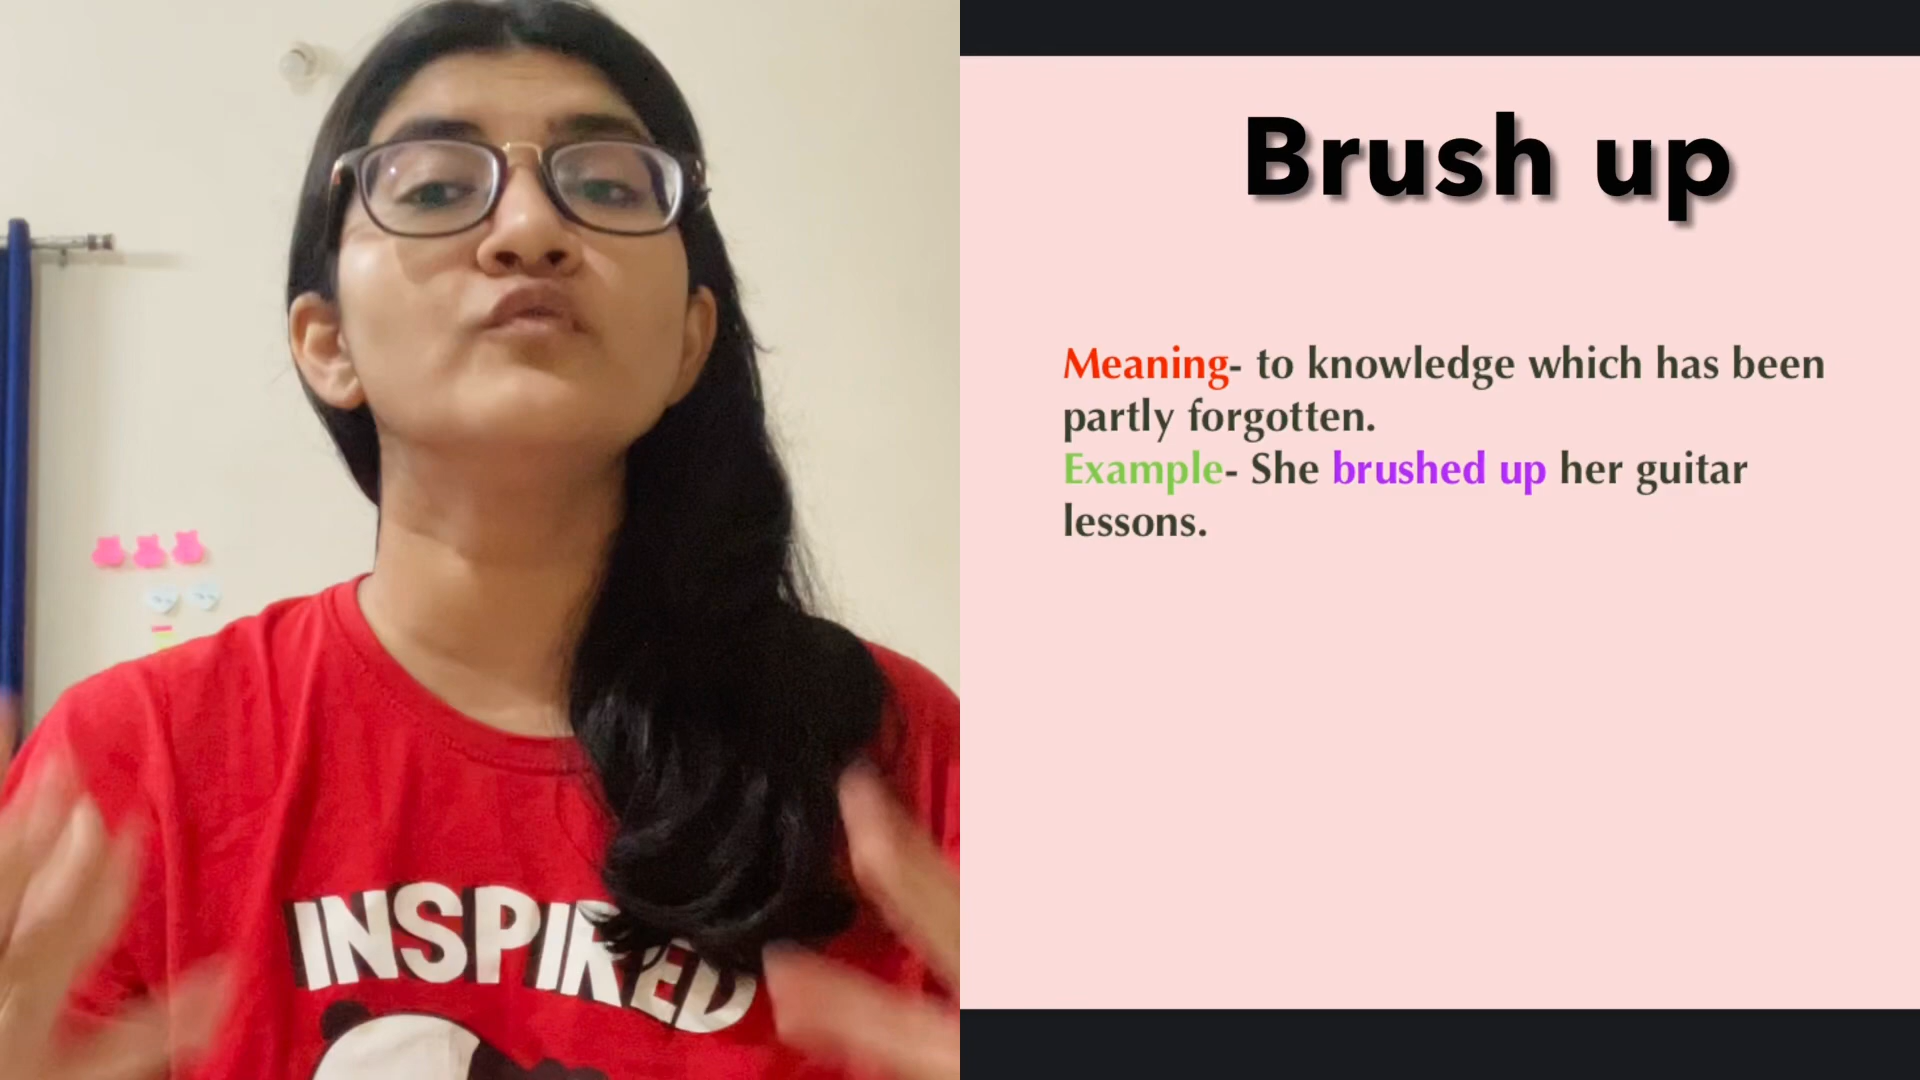 INSPIRED
Brush up
Meaning- to knowledge which has been
partly forgotten.
Example- She brushed up her guitar
lessons.